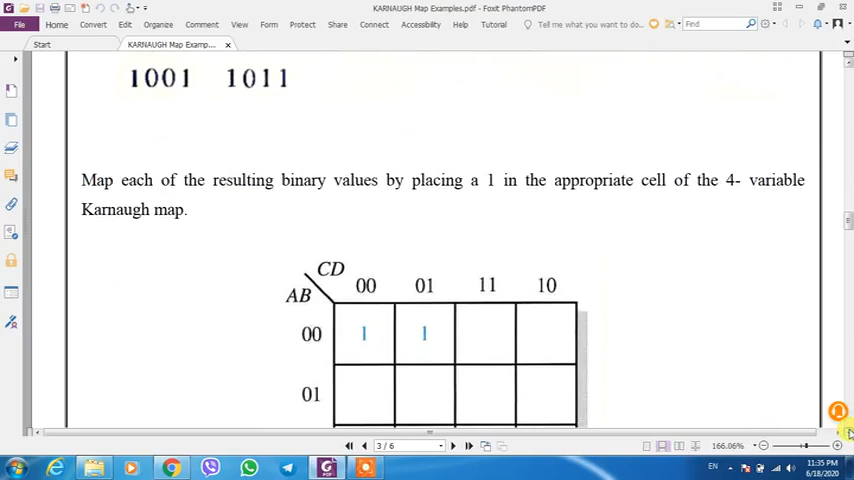 KARNAUGH Map Examples.pdf - Foxit PhantomPDF
File Home Convert Edit Organize Comment View Form Protect Share Connect Accessibility Help Tutorial Tell me what you want to do... Find
Start KARNAUGH Map Examp...
1001 1011
Map each of the resulting binary values by placing a 1 in the appropriate cell of the 4- variable
Karnaugh map.
CD
AB 00 01 11 10
00 1 1
01
3 / 6 166.06%
EN 11:35 PM
6/18/2020